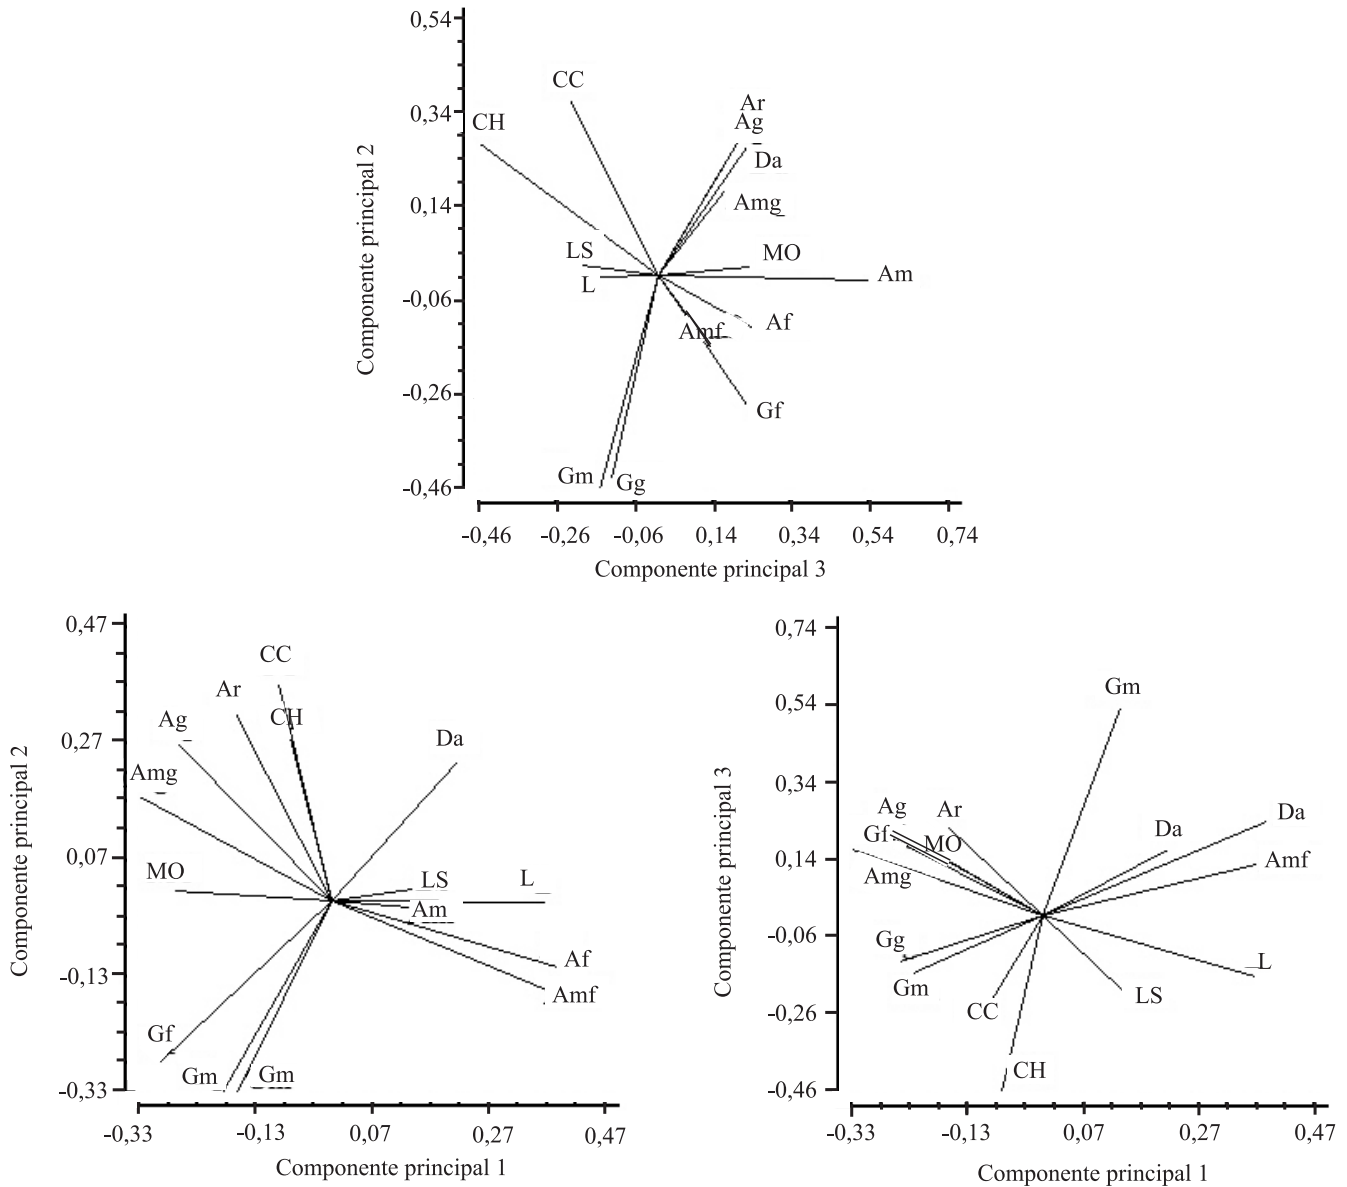 0,54
CC
Ar
0,34
CH
Ag
Da
0,14
Amg
LS
MO
L
Am
-0,06
Amf
Af
-0,26
Gf
Gm
Gg
-0,46
Componente principal 2
-0,46 -0,26 -0,06 0,14 0,34 0,54 0,74
Componente principal 3
0,47
CC
Ar
CH
Ag
0,27
Da
Amg
0,07
MO
LS
L
Am
Af
-0,13
Amf
Gf
Gm
Gm
-0,33
Componente principal 2
-0,33 -0,13 0,07 0,27 0,47
Componente principal 1
0,74
Gm
0,54
0,34
Ag
Ar
Da
Da
Gf
MO
0,14
Amf
Amg
-0,06
Gg
L
Gm
LS
CC
-0,26
CH
-0,46
Componente principal 3
-0,33 -0,13 0,07 0,27 0,47
Componente principal 1